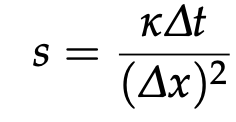 s = κΔt / (Δx)²